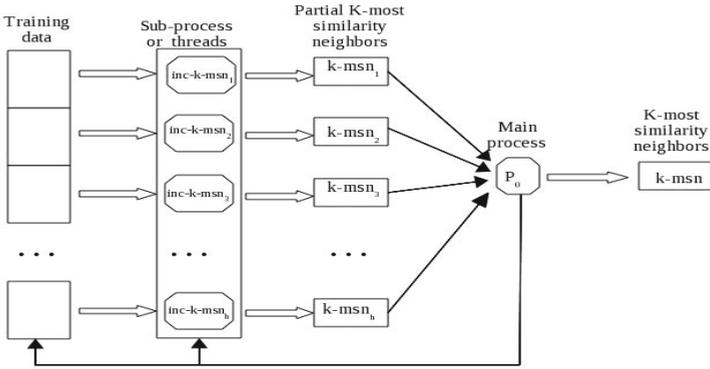 Training
data
Sub-process
or threads
Partial K-most
similarity
neighbors
Main
process
K-most
similarity
neighbors
inc-k-msn1
k-msn1
inc-k-msn2
k-msn2
inc-k-msn3
k-msn3
P0
k-msn
...
...
...
inc-k-msnh
k-msnh